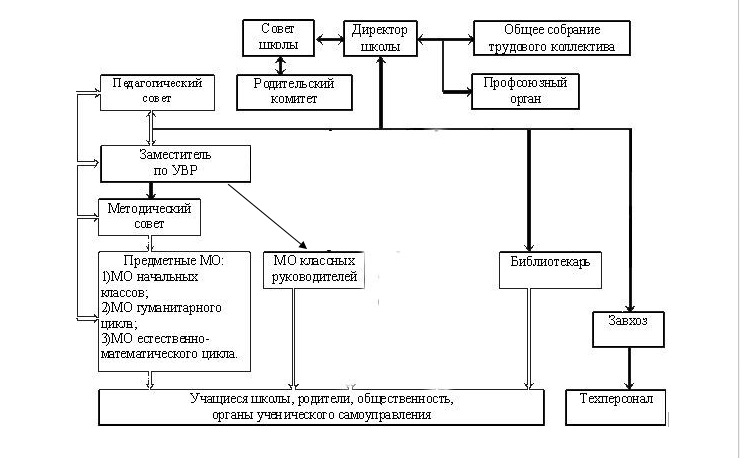 Совет
школы
Директор
школы
Общее собрание
трудового коллектива
Родительский
комитет
Профсоюзный
орган
Педагогический
совет
Заместитель
по УВР
Методический
совет
Предметные МО:
1)МО начальных
классов;
2)МО гуманитарного
цикла;
3)МО естественно-
математического цикла.
МО классных
руководителей
Библиотекарь
Завхоз
Учащиеся школы, родители, общественность,
органы ученического самоуправления
Техперсонал